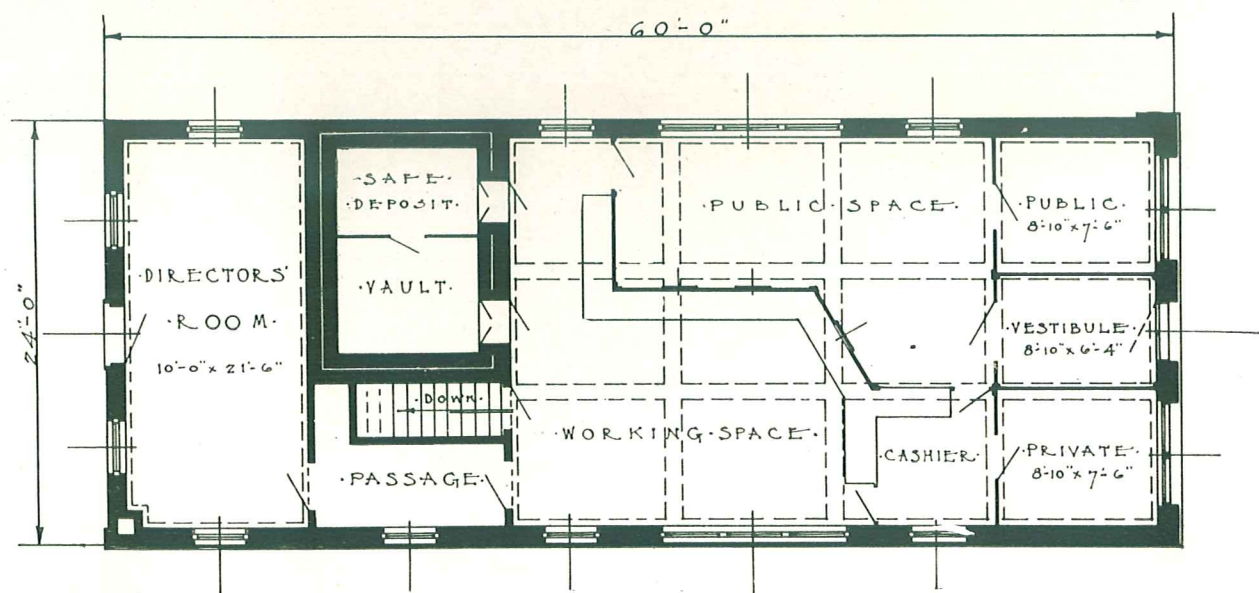 60'-0"
24'-0"
·DIRECTORS'
·ROOM·
10'-0" x 21'-6"
·SAFE·
·DEPOSIT·
·VAULT·
·DOWN·
·PASSAGE·
·PUBLIC·SPACE·
·WORKING·SPACE·
·CASHIER·
·PUBLIC·
8'-10" x 7'-6"
·VESTIBULE·
8'-10" x 6'-4"
·PRIVATE·
8'-10" x 7'-6"